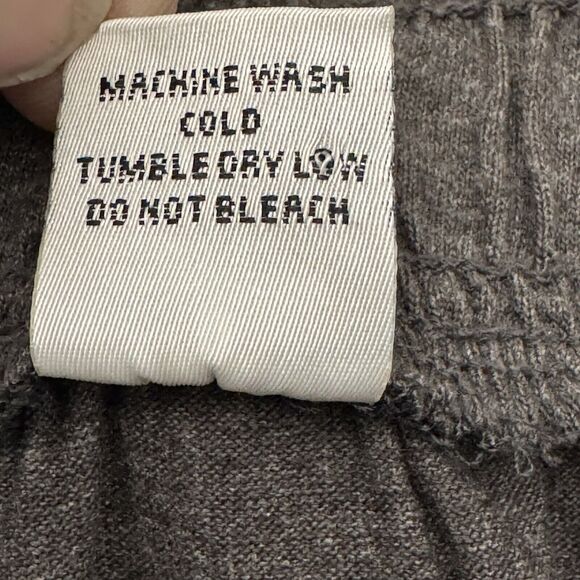 MACHINE WASH
COLD
TUMBLE DRY LOW
DO NOT BLEACH